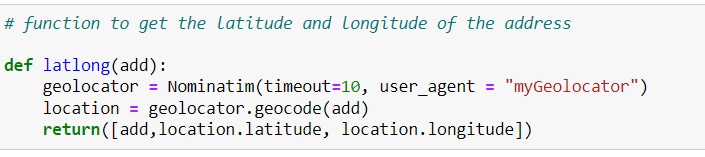 # function to get the latitude and longitude of the address
def latlong(add):
    geolocator = Nominatim(timeout=10, user_agent = "myGeolocator")
    location = geolocator.geocode(add)
    return([add,location.latitude, location.longitude])